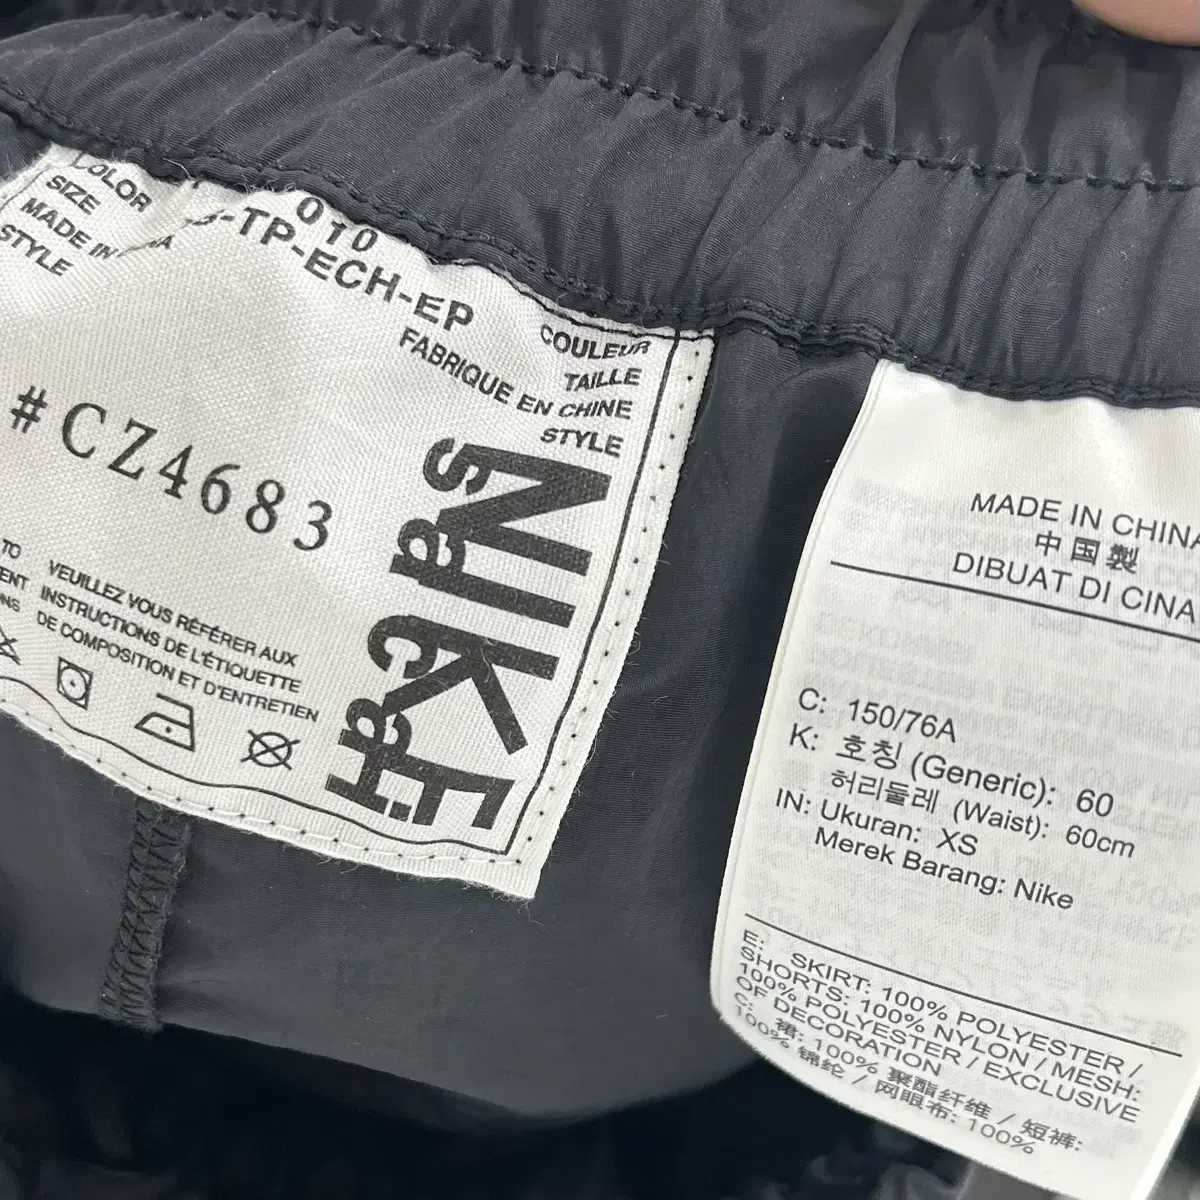 COLOR
SIZE
MADE IN
STYLE
010
-TP-ECH-EP
COULEUR
TAILLE
FABRIQUE EN CHINE
STYLE
#CZ4683
NIKE
sacai
TO
VEUILLEZ VOUS RÉFÉRER AUX
INSTRUCTIONS DE L'ÉTIQUETTE
DE COMPOSITION ET D'ENTRETIEN
MADE IN CHINA
中国製
DIBUAT DI CINA
C: 150/76A
K: 호칭 (Generic): 60
허리둘레 (Waist): 60cm
IN: Ukuran: XS
Merek Barang: Nike
E: SKIRT: 100% POLYESTER /
SHORTS: 100% NYLON / MESH:
100% POLYESTER / EXCLUSIVE
OF DECORATION
C: 裙: 100% 聚酯纤维 / 短裤:
100% 锦纶 / 网眼布: 100%